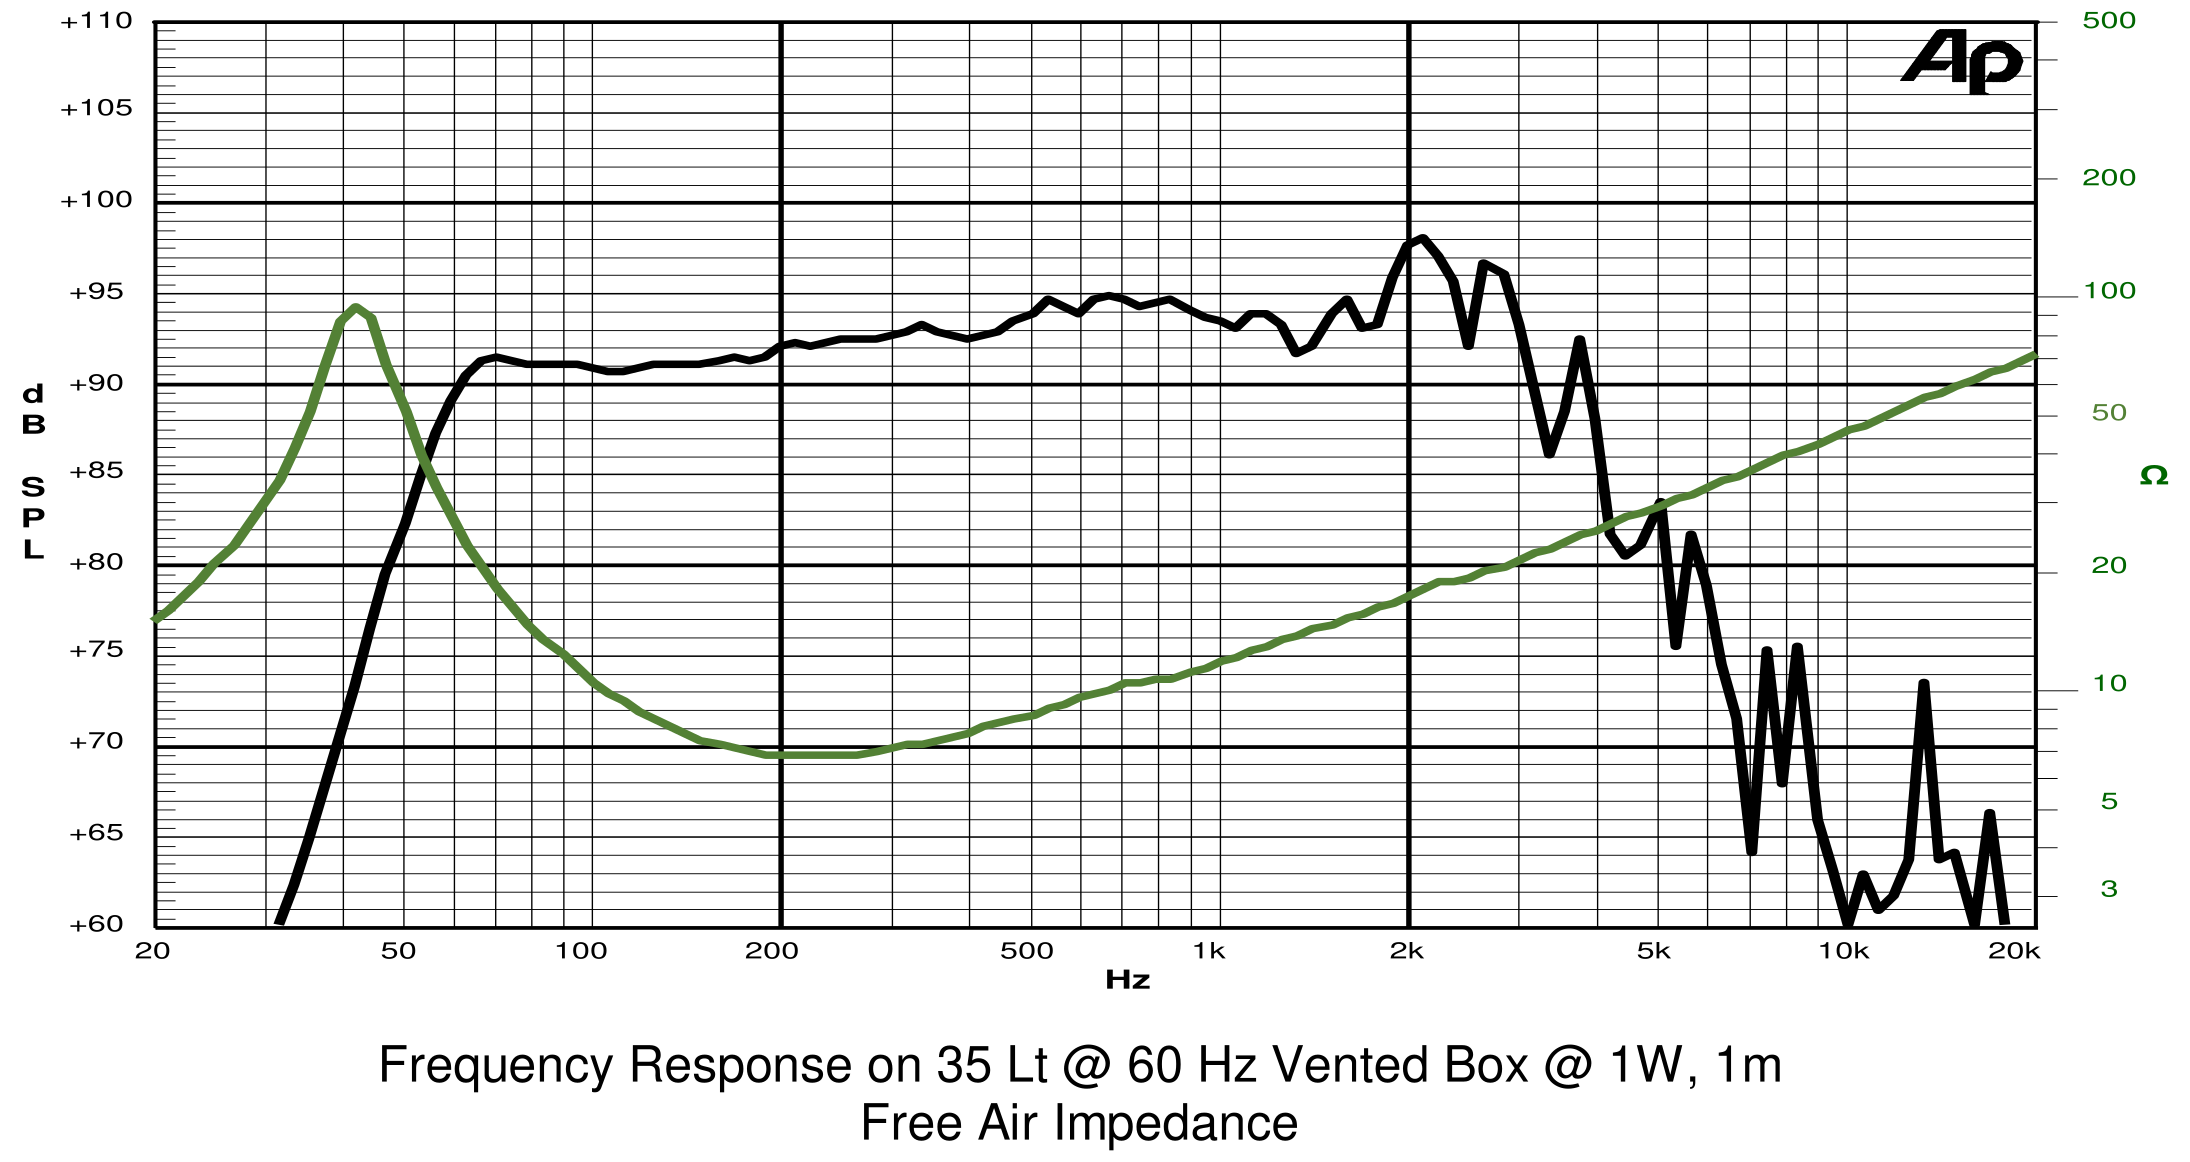 +110
+105
+100
+95
+90
+85
+80
+75
+70
+65
+60
dB SPL
Ap
500
200
100
50
Ω
20
10
5
3
20 50 100 200 500 1k 2k 5k 10k 20k
Hz
Frequency Response on 35 Lt @ 60 Hz Vented Box @ 1W, 1m
Free Air Impedance